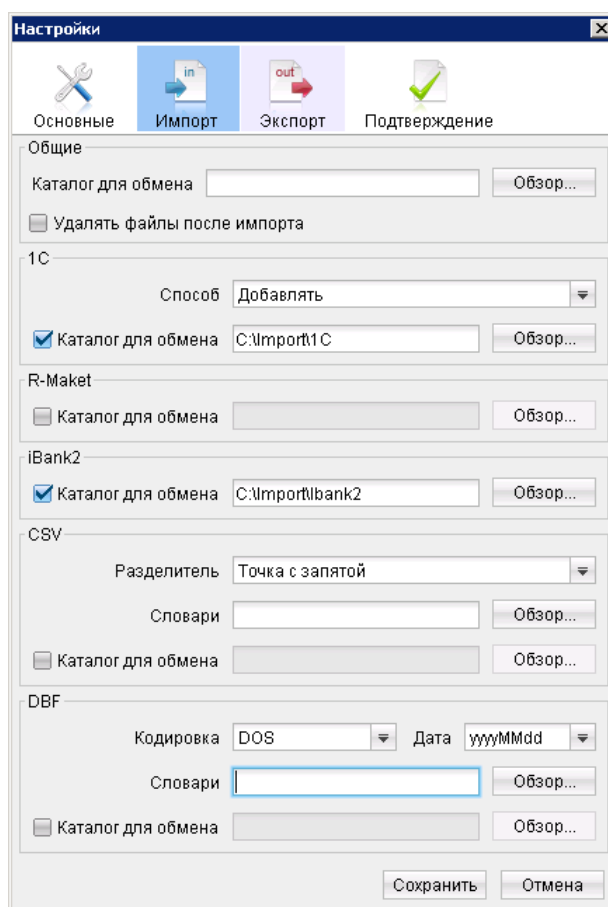 Настройки
in out
Основные Импорт Экспорт Подтверждение
Общие
Каталог для обмена Обзор...
Удалять файлы после импорта
1С
Способ Добавлять
Каталог для обмена C:\Import\1C Обзор...
R-Maket
Каталог для обмена Обзор...
iBank2
Каталог для обмена C:\Import\Ibank2 Обзор...
CSV
Разделитель Точка с запятой
Словари Обзор...
Каталог для обмена Обзор...
DBF
Кодировка DOS Дата yyyyMMdd
Словари Обзор...
Каталог для обмена Обзор...
Сохранить Отмена